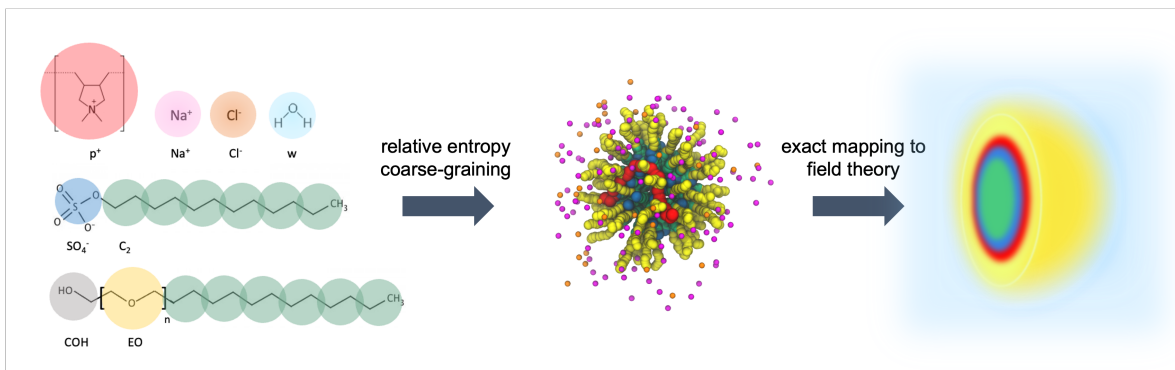 N⁺
p⁺
Na⁺
Na⁺
Cl⁻
Cl⁻
H O H
w
relative entropy
coarse-graining
exact mapping to
field theory
O
O S O
O O⁻
CH₃
SO₄⁻
C₂
HO [ O ]n
CH₃
COH
EO